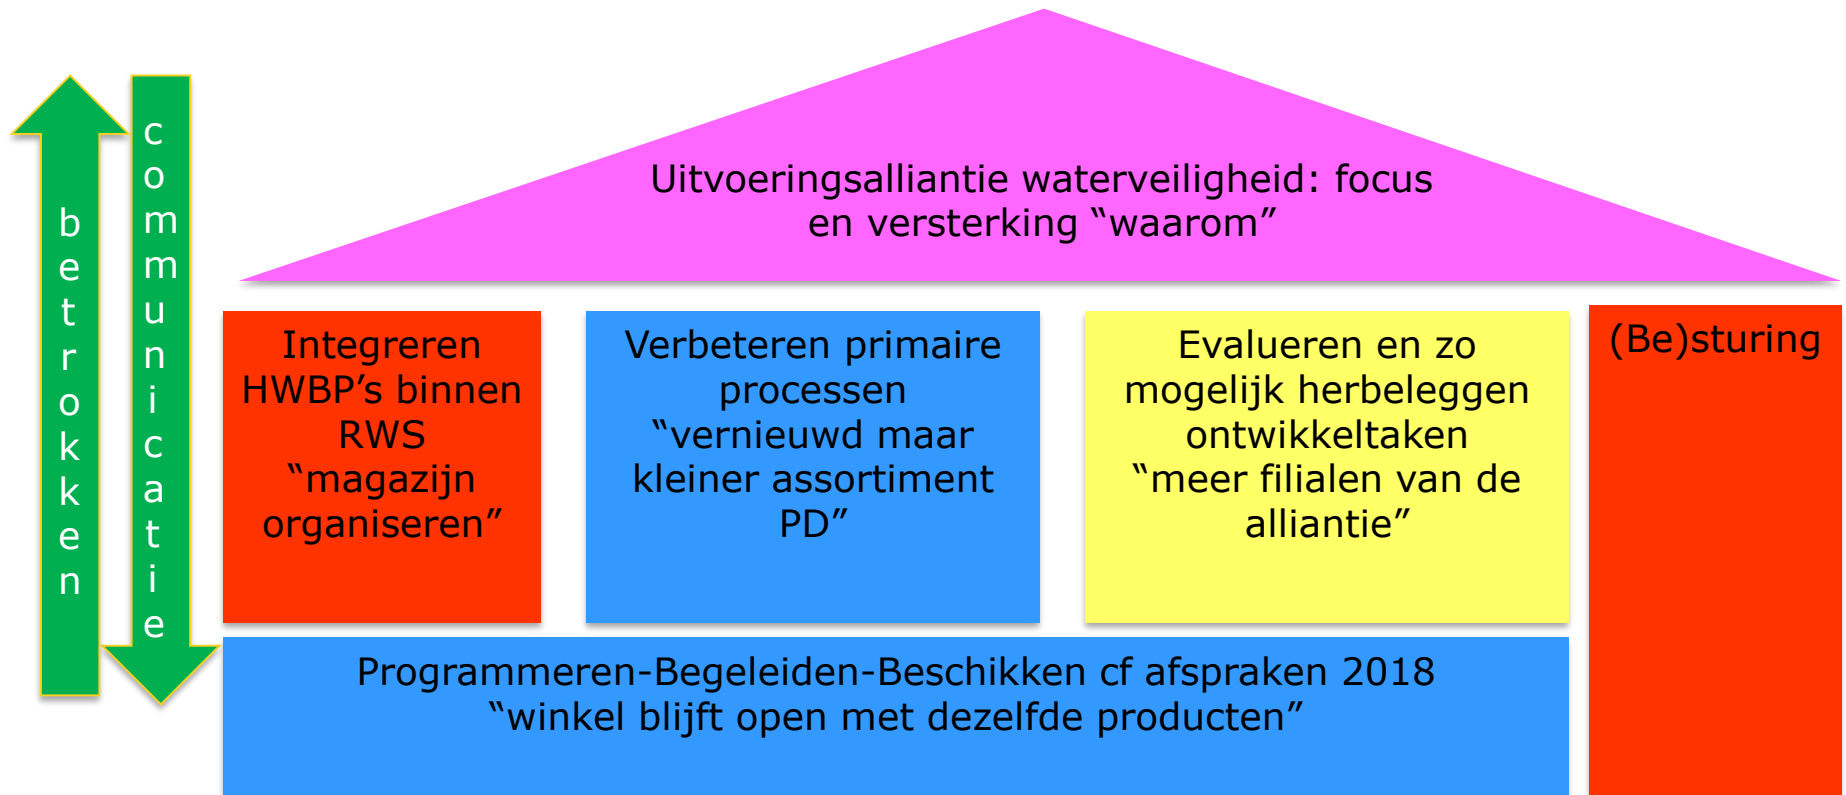 betrokken
communicatie
Uitvoeringsalliantie waterveiligheid: focus
en versterking “waarom”
Integreren
HWBP’s binnen
RWS
“magazijn
organiseren”
Verbeteren primaire
processen
“vernieuwd maar
kleiner assortiment
PD”
Evalueren en zo
mogelijk herbeleggen
ontwikkeltaken
“meer filialen van de
alliantie”
(Be)sturing
Programmeren-Begeleiden-Beschikken cf afspraken 2018
“winkel blijft open met dezelfde producten”